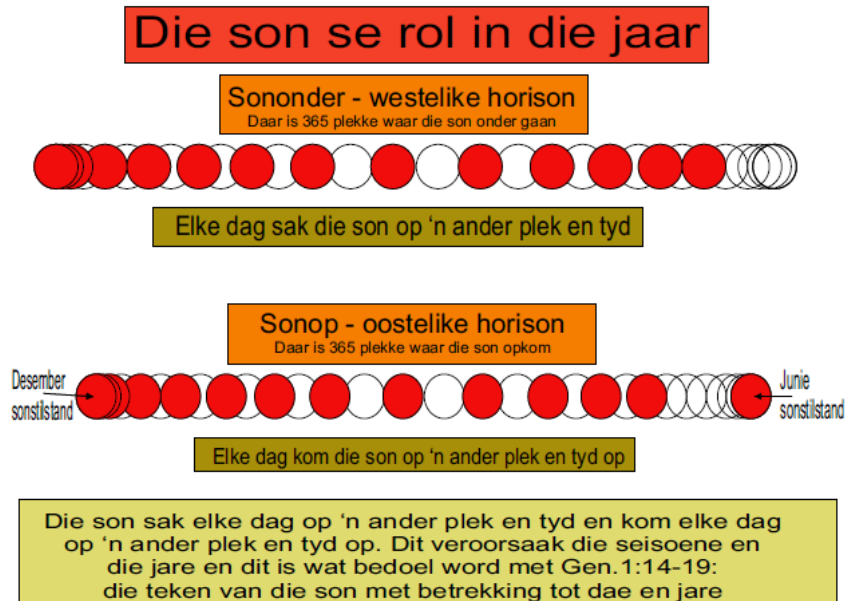 Die son se rol in die jaar
Sononder - westelike horison
Daar is 365 plekke waar die son onder gaan
Elke dag sak die son op ‘n ander plek en tyd
Sonop - oostelike horison
Daar is 365 plekke waar die son opkom
Desember
sonstilstand
Junie
sonstilstand
Elke dag kom die son op ‘n ander plek en tyd op
Die son sak elke dag op ‘n ander plek en tyd en kom elke dag
op ‘n ander plek en tyd op. Dit veroorsaak die seisoene en
die jare en dit is wat bedoel word met Gen.1:14-19:
die teken van die son met betrekking tot dae en jare